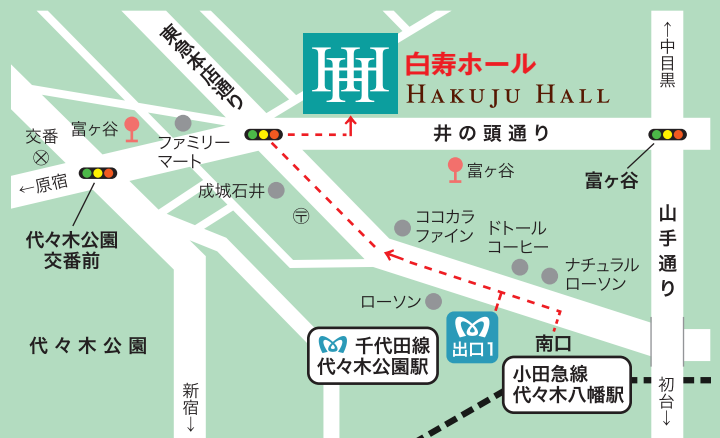 東急本店通り
HH
白寿ホール
HAKUJU HALL
↑中目黒
交番
富ヶ谷
ファミリー
マート
井の頭通り
富ヶ谷
富ヶ谷
←原宿
成城石井
〒
代々木公園
交番前
ココカラ
ファイン
ドトール
コーヒー
ナチュラル
ローソン
山手通り
ローソン
代々木公園
千代田線
代々木公園駅
出口1
南口
小田急線
代々木八幡駅
新宿↓
初台↓